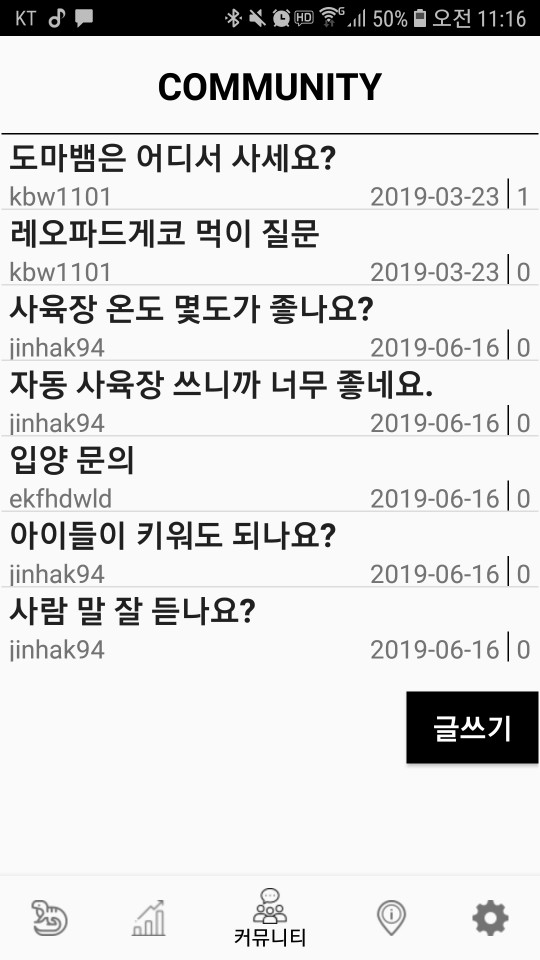 KT 50% 오전 11:16
COMMUNITY
도마뱀은 어디서 사세요?
kbw1101 2019-03-23 1
레오파드게코 먹이 질문
kbw1101 2019-03-23 0
사육장 온도 몇도가 좋나요?
jinhak94 2019-06-16 0
자동 사육장 쓰니까 너무 좋네요.
jinhak94 2019-06-16 0
입양 문의
ekfhdwld 2019-06-16 0
아이들이 키워도 되나요?
jinhak94 2019-06-16 0
사람 말 잘 듣나요?
jinhak94 2019-06-16 0
글쓰기
커뮤니티